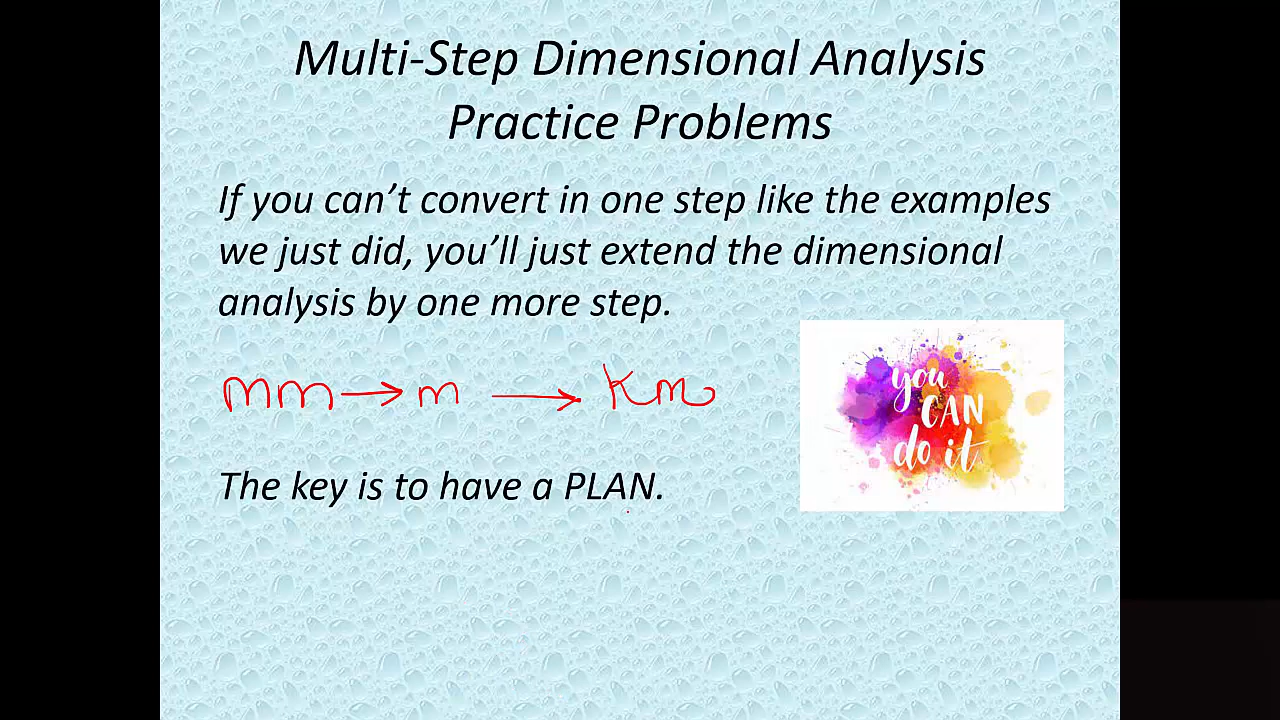 Multi-Step Dimensional Analysis
Practice Problems
If you can't convert in one step like the examples
we just did, you'll just extend the dimensional
analysis by one more step.
mm → m → Km
you
CAN
do it
The key is to have a PLAN.